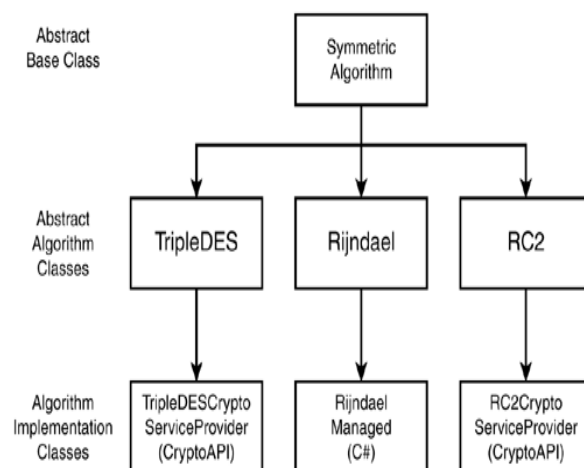 Abstract
Base Class
Symmetric
Algorithm
Abstract
Algorithm
Classes
TripleDES
Rijndael
RC2
Algorithm
Implementation
Classes
TripleDESCrypto
ServiceProvider
(CryptoAPI)
Rijndael
Managed
(C#)
RC2Crypto
ServiceProvider
(CryptoAPI)